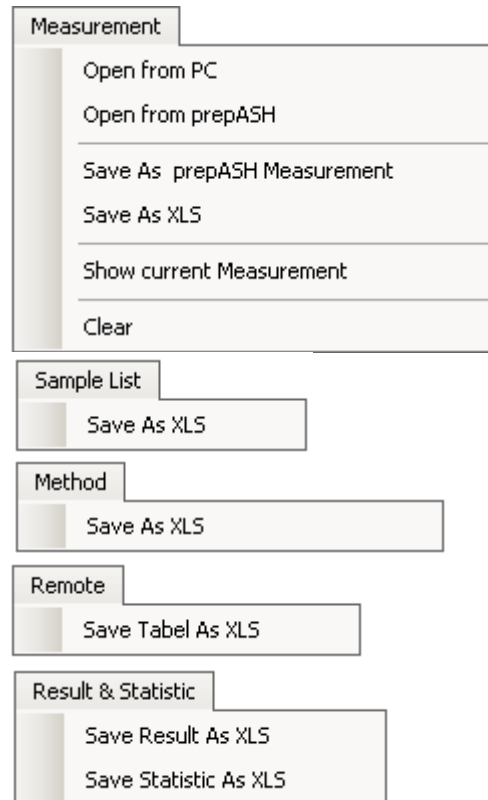 Measurement
Open from PC
Open from prepASH
Save As prepASH Measurement
Save As XLS
Show current Measurement
Clear
Sample List
Save As XLS
Method
Save As XLS
Remote
Save Tabel As XLS
Result & Statistic
Save Result As XLS
Save Statistic As XLS